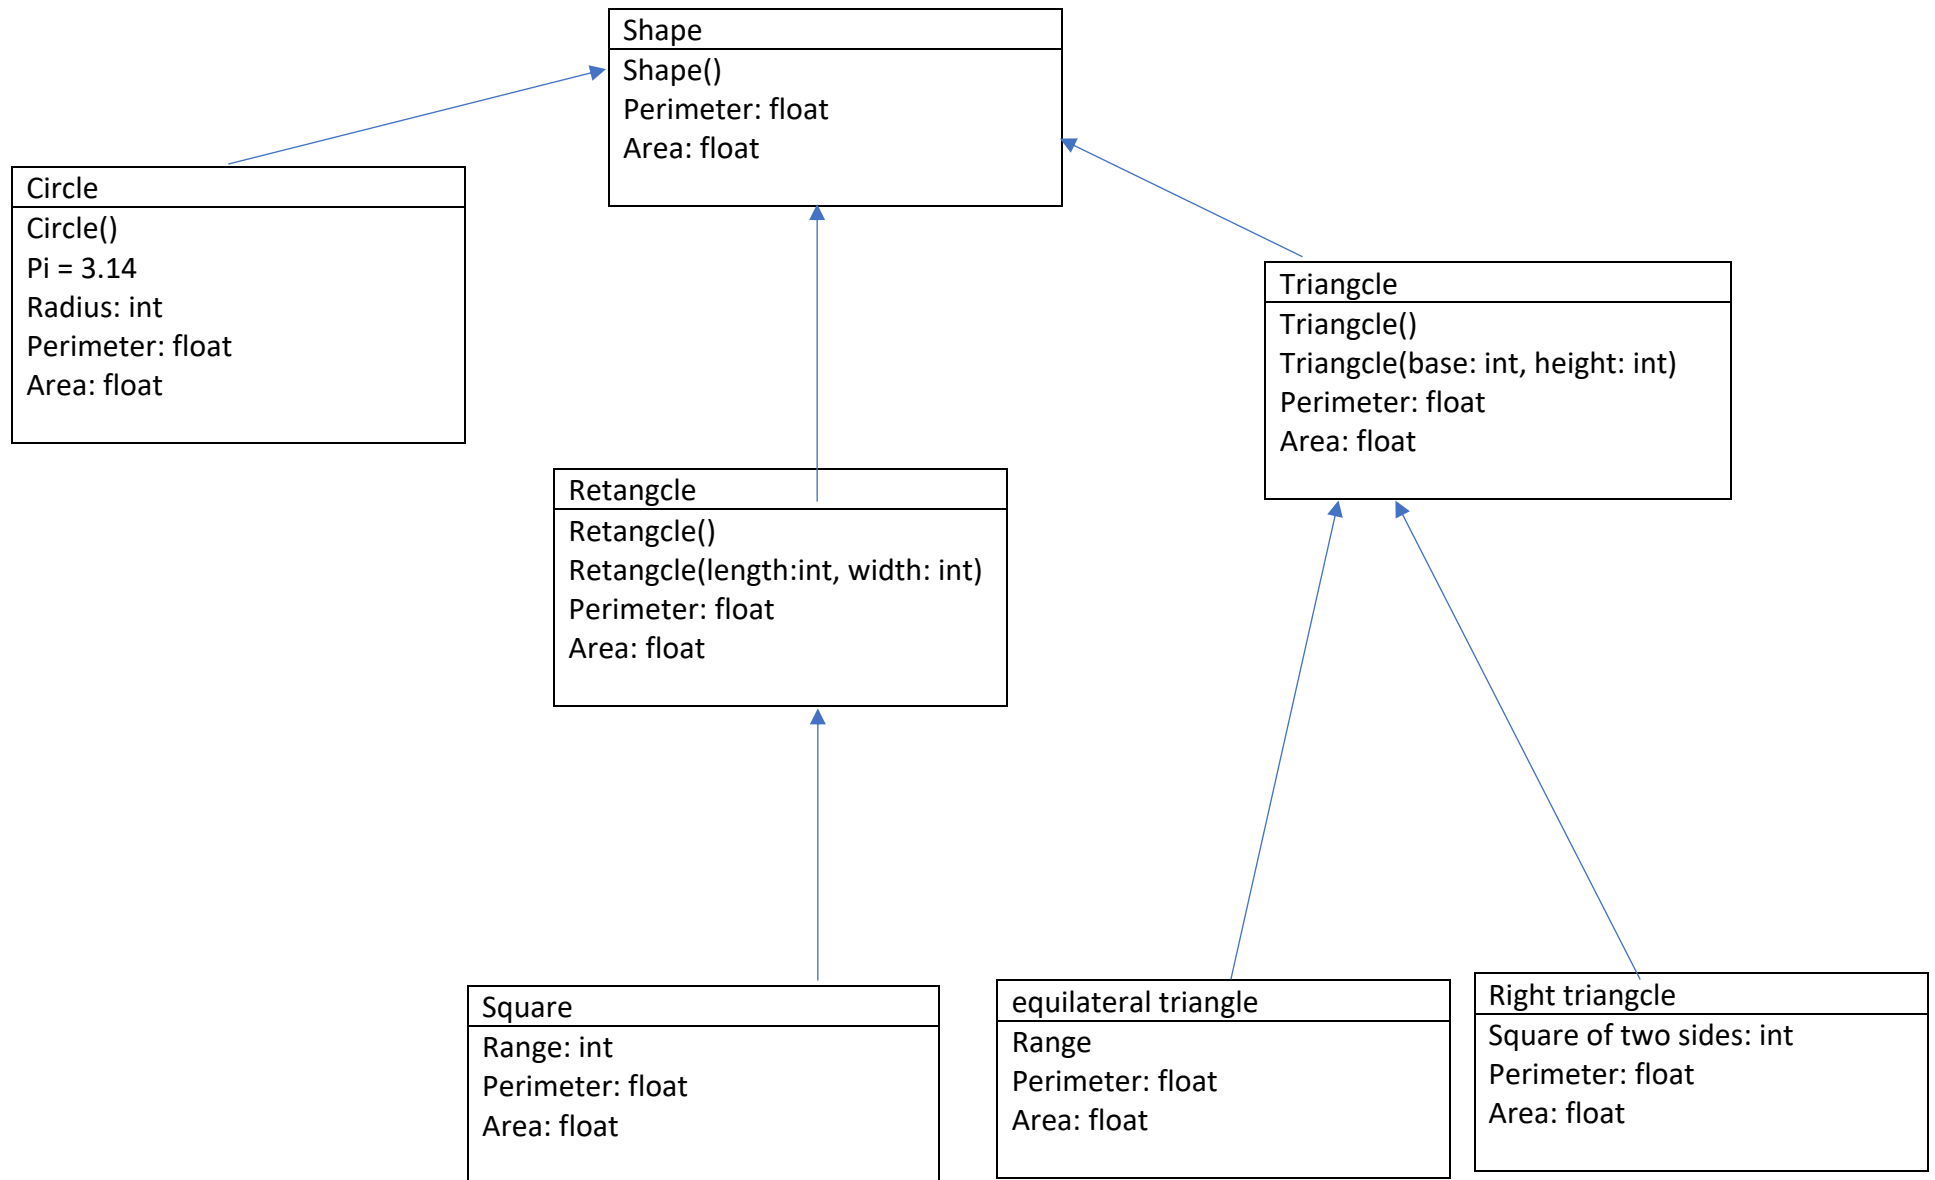 Shape
Shape()
Perimeter: float
Area: float
Circle
Circle()
Pi = 3.14
Radius: int
Perimeter: float
Area: float
Triangcle
Triangcle()
Triangcle(base: int, height: int)
Perimeter: float
Area: float
Retangcle
Retangcle()
Retangcle(length:int, width: int)
Perimeter: float
Area: float
Square
Range: int
Perimeter: float
Area: float
equilateral triangle
Range
Perimeter: float
Area: float
Right triangcle
Square of two sides: int
Perimeter: float
Area: float